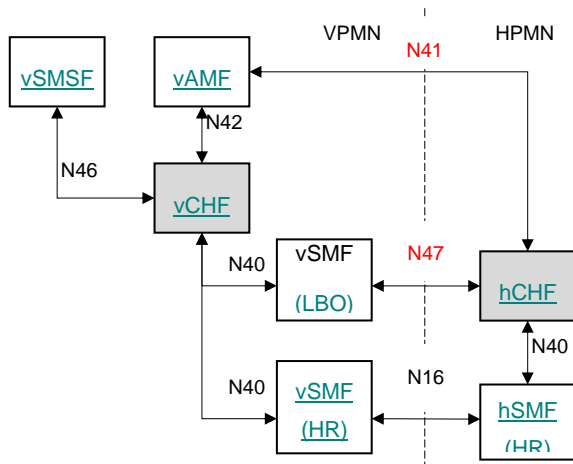 VPMN
HPMN
N41
vSMSF
vAMF
N42
N46
vCHF
N40
vSMF
(LBO)
N47
hCHF
N40
N40
vSMF
(HR)
N16
hSMF
(HR)